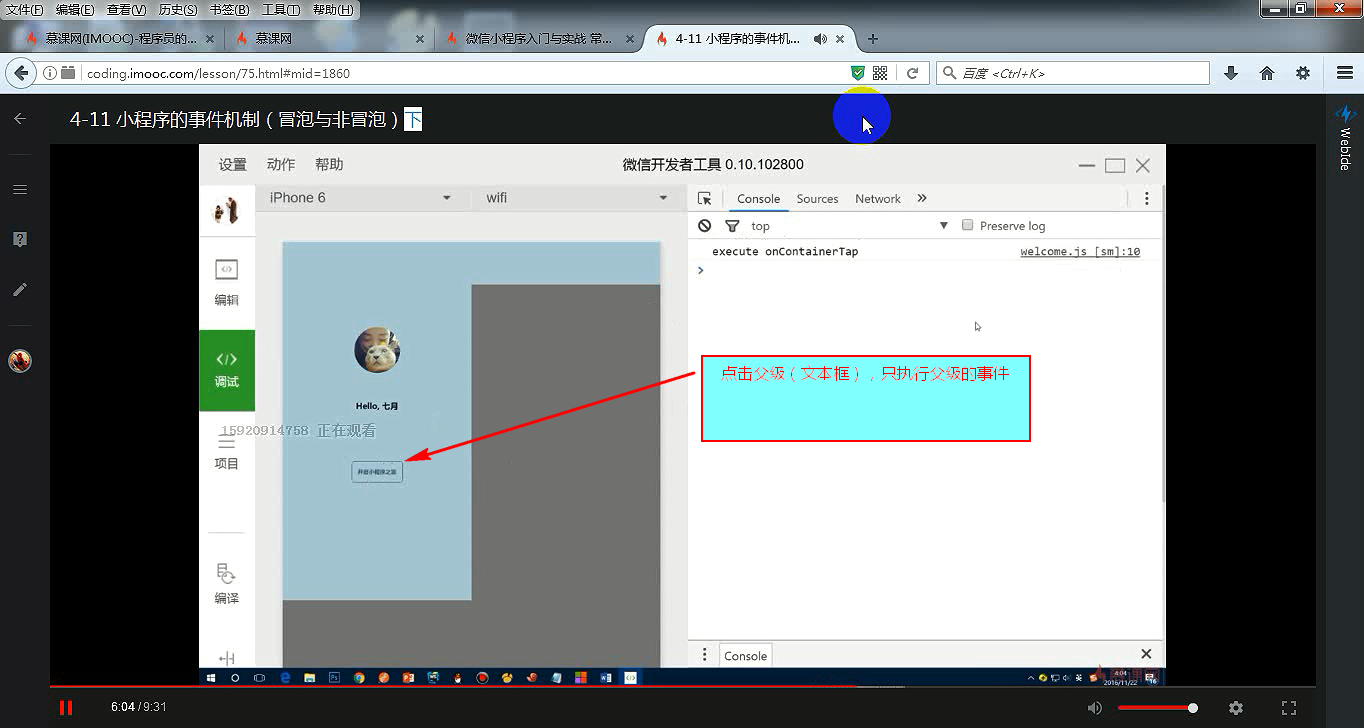 文件(F) 编辑(E) 查看(V) 历史(S) 书签(B) 工具(T) 帮助(H)
慕课网(IMOOC)-程序员的...
慕课网
微信小程序入门与实战 常...
4-11 小程序的事件机...
coding.imooc.com/lesson/75.html#mid=1860
百度 <Ctrl+K>
4-11 小程序的事件机制 ( 冒泡与非冒泡 ) 下
WebIde
设置 动作 帮助
微信开发者工具 0.10.102800
iPhone 6
wifi
Console Sources Network »
top
Preserve log
execute onContainerTap
welcome.js [sm]:10
编辑
调试
项目
编译
Hello, 七月
15920914758 正在观看
开启小程序之旅
点击父级 ( 文本框 ) , 只执行父级的事件
Console
慕课网
4:04
2016/11/22
6:04 / 9:31